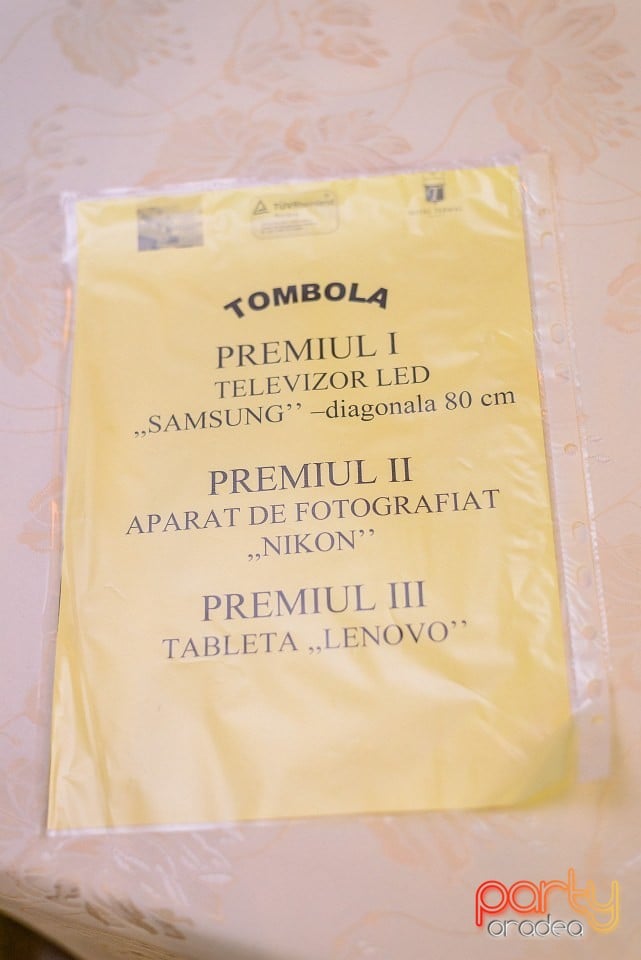 TÜVRheinland
TOMBOLA
PREMIUL I
TELEVIZOR LED
,,SAMSUNG’’ –diagonala 80 cm
PREMIUL II
APARAT DE FOTOGRAFIAT
,,NIKON’’
PREMIUL III
TABLETA ,,LENOVO’’
party
oradea